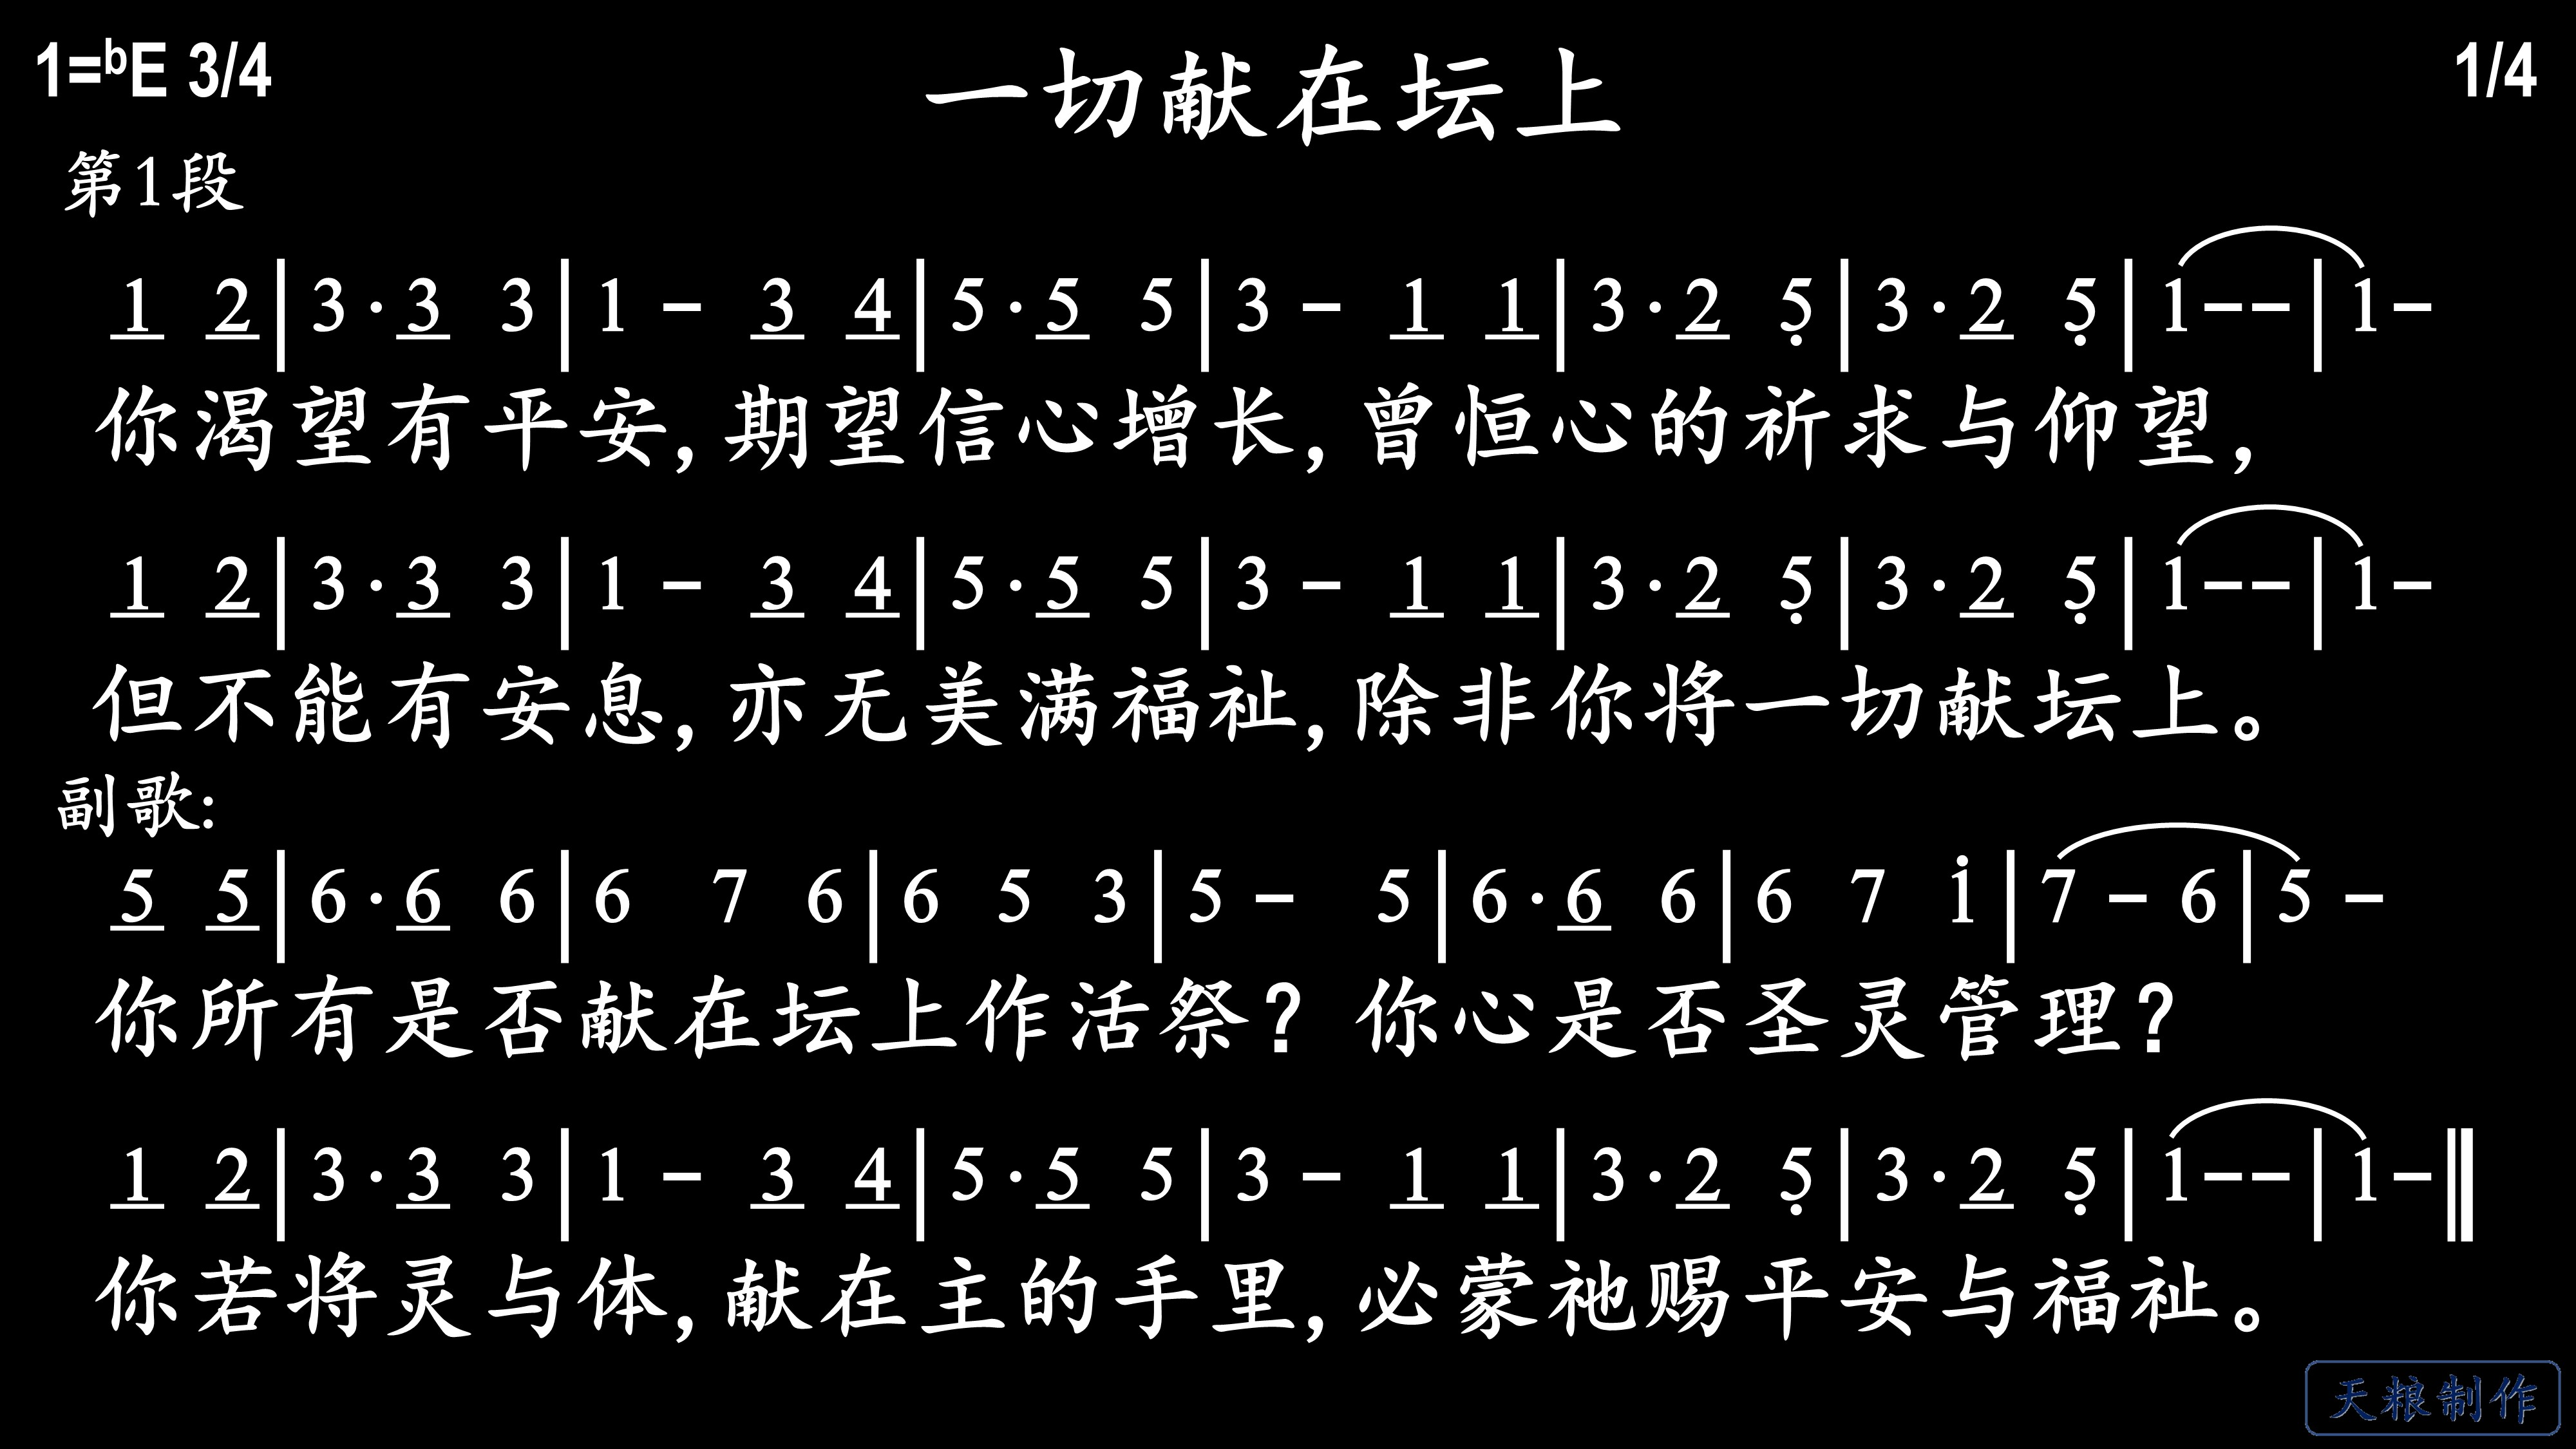 1=bE 3/4
一切献在坛上
1/4
第1段
1 2|3·3 3|1 – 3 4|5·5 5|3 – 1 1|3·2 5̣|3·2 5̣|1––|1–
你渴望有平安,期望信心增长,曾恒心的祈求与仰望,
1 2|3·3 3|1 – 3 4|5·5 5|3 – 1 1|3·2 5̣|3·2 5̣|1––|1–
但不能有安息,亦无美满福祉,除非你将一切献坛上。
副歌:
5 5|6·6 6|6 7 6|6 5 3|5 – 5|6·6 6|6 7 i|7 – 6|5 –
你所有是否献在坛上作活祭? 你心是否圣灵管理?
1 2|3·3 3|1 – 3 4|5·5 5|3 – 1 1|3·2 5̣|3·2 5̣|1––|1–‖
你若将灵与体,献在主的手里,必蒙祂赐平安与福祉。
天粮制作